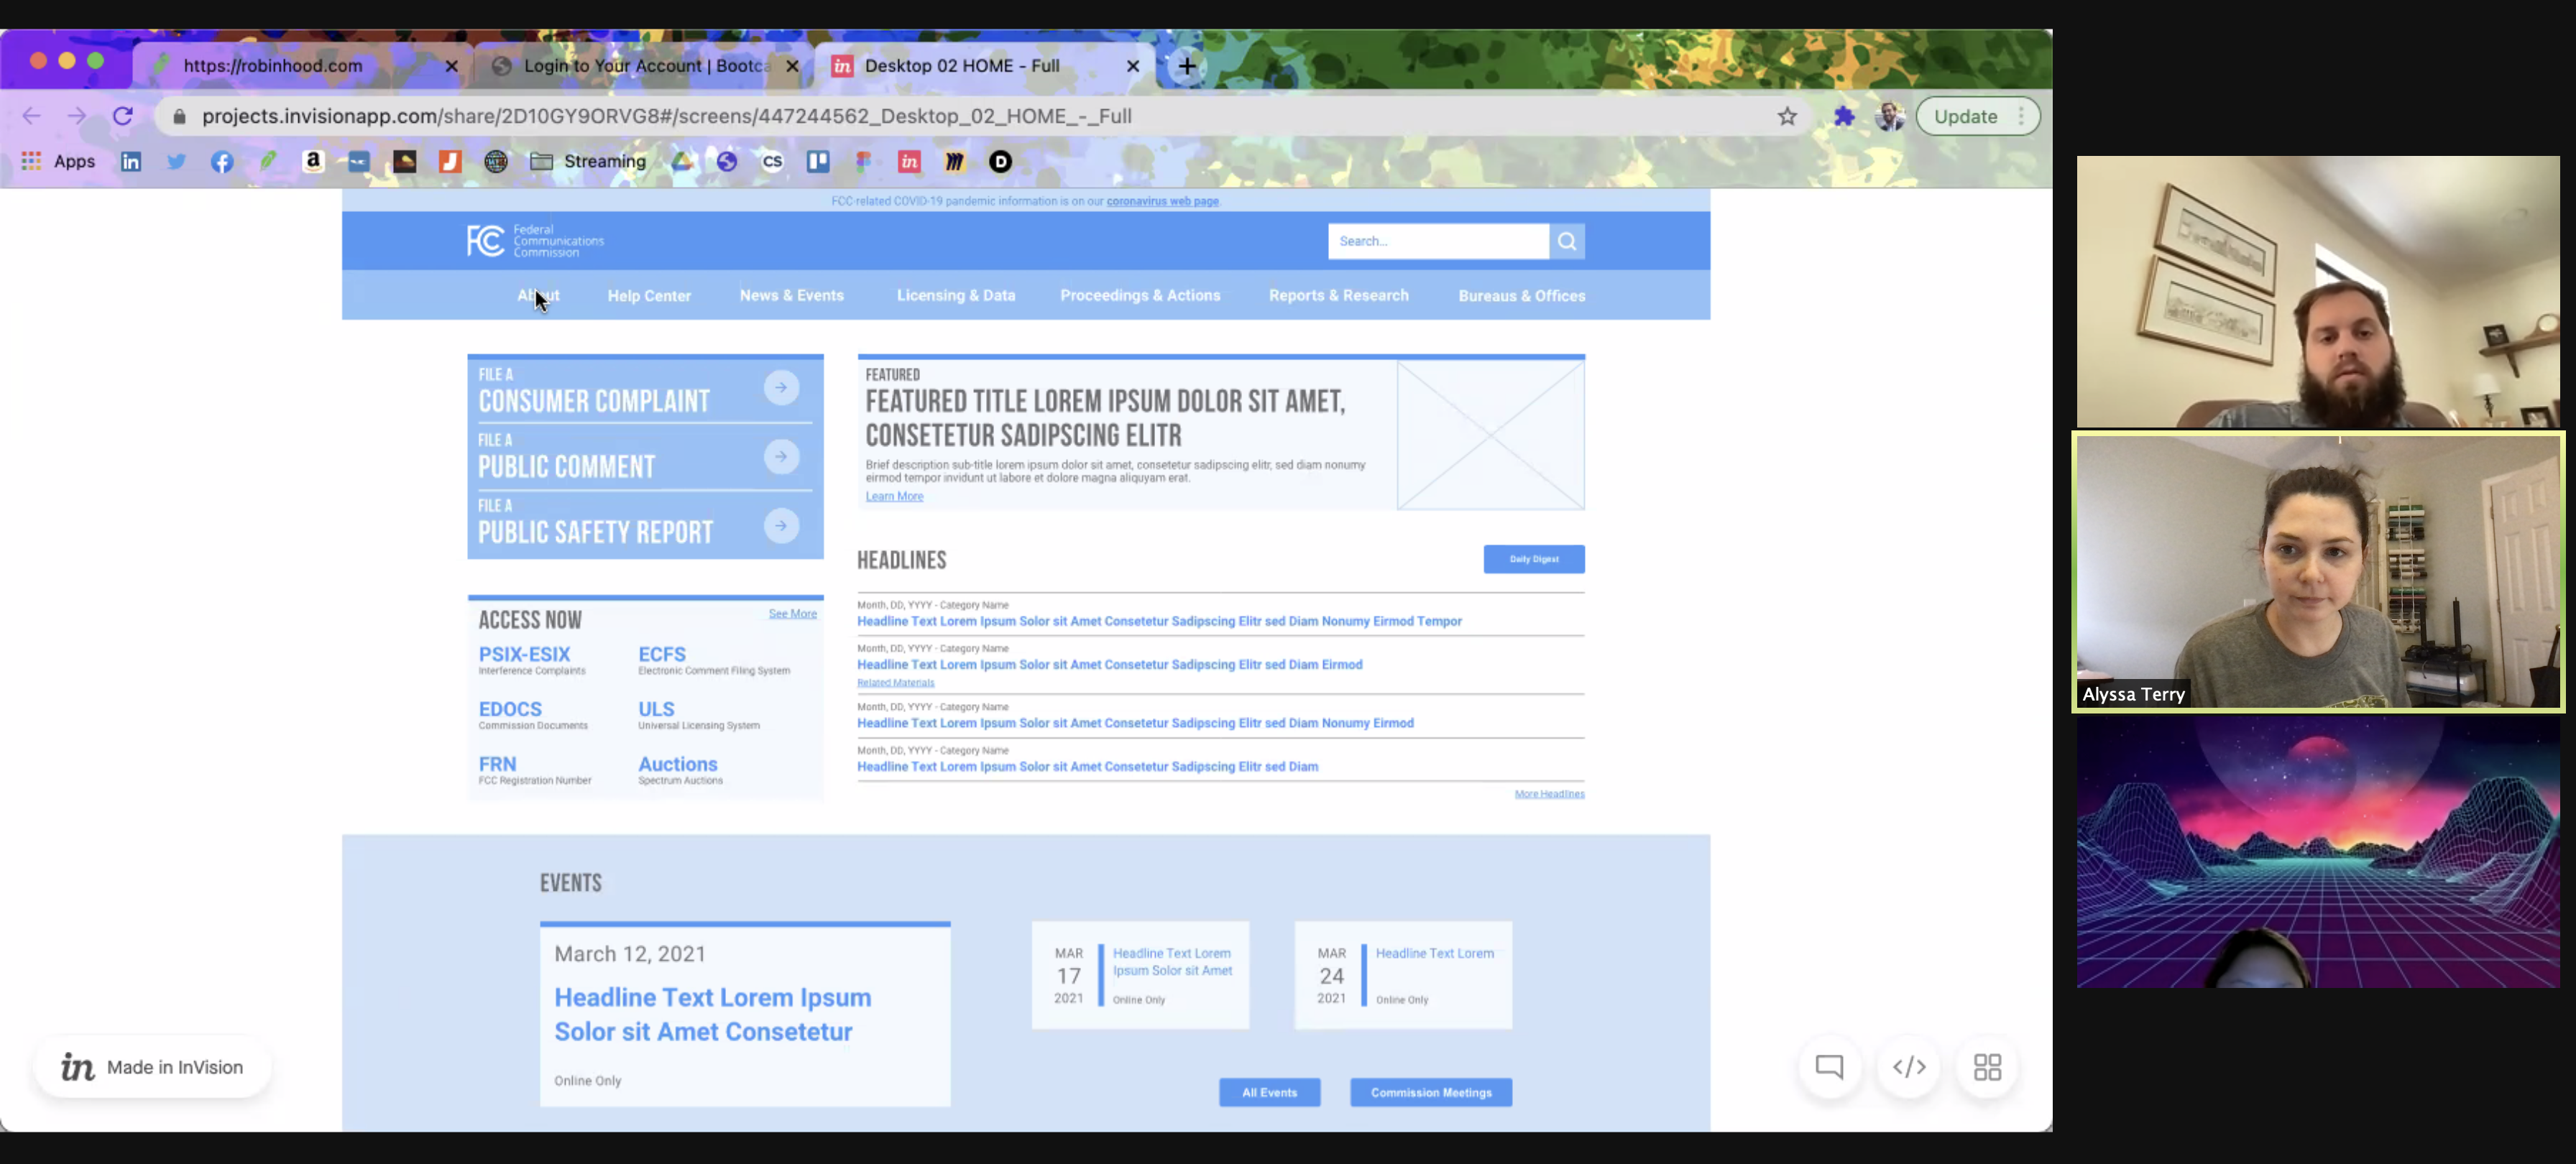 https://robinhood.com
Login to Your Account | Bootca
in Desktop 02 HOME - Full
projects.invisionapp.com/share/2D10GY9ORVG8#/screens/447244562_Desktop_02_HOME_-_Full
Update
Apps
Streaming
CS
FCC-related COVID-19 pandemic information is on our coronavirus web page.
FCC Federal
Communications
Commission
Search...
About Help Center News & Events Licensing & Data Proceedings & Actions Reports & Research Bureaus & Offices
FILE A
CONSUMER COMPLAINT
FILE A
PUBLIC COMMENT
FILE A
PUBLIC SAFETY REPORT
FEATURED
FEATURED TITLE LOREM IPSUM DOLOR SIT AMET,
CONSETETUR SADIPSCING ELITR
Brief description sub-title lorem ipsum dolor sit amet, consetetur sadipscing elitr, sed diam nonumy
eirmod tempor invidunt ut labore et dolore magna aliquyam erat.
Learn More
ACCESS NOW
See More
PSIX-ESIX
Interference Complaints
ECFS
Electronic Comment Filing System
EDOCS
Commission Documents
ULS
Universal Licensing System
FRN
FCC Registration Number
Auctions
Spectrum Auctions
HEADLINES
Daily Digest
Month, DD, YYYY - Category Name
Headline Text Lorem Ipsum Solor sit Amet Consetetur Sadipscing Elitr sed Diam Nonumy Eirmod Tempor
Month, DD, YYYY - Category Name
Headline Text Lorem Ipsum Solor sit Amet Consetetur Sadipscing Elitr sed Diam Eirmod
Related Materials
Month, DD, YYYY - Category Name
Headline Text Lorem Ipsum Solor sit Amet Consetetur Sadipscing Elitr sed Diam Nonumy Eirmod
Month, DD, YYYY - Category Name
Headline Text Lorem Ipsum Solor sit Amet Consetetur Sadipscing Elitr sed Diam
More Headlines
EVENTS
March 12, 2021
Headline Text Lorem Ipsum
Solor sit Amet Consetetur
Online Only
MAR
17
2021
Headline Text Lorem
Ipsum Solor sit Amet
Online Only
MAR
24
2021
Headline Text Lorem
Online Only
All Events
Commission Meetings
in Made in InVision
Alyssa Terry